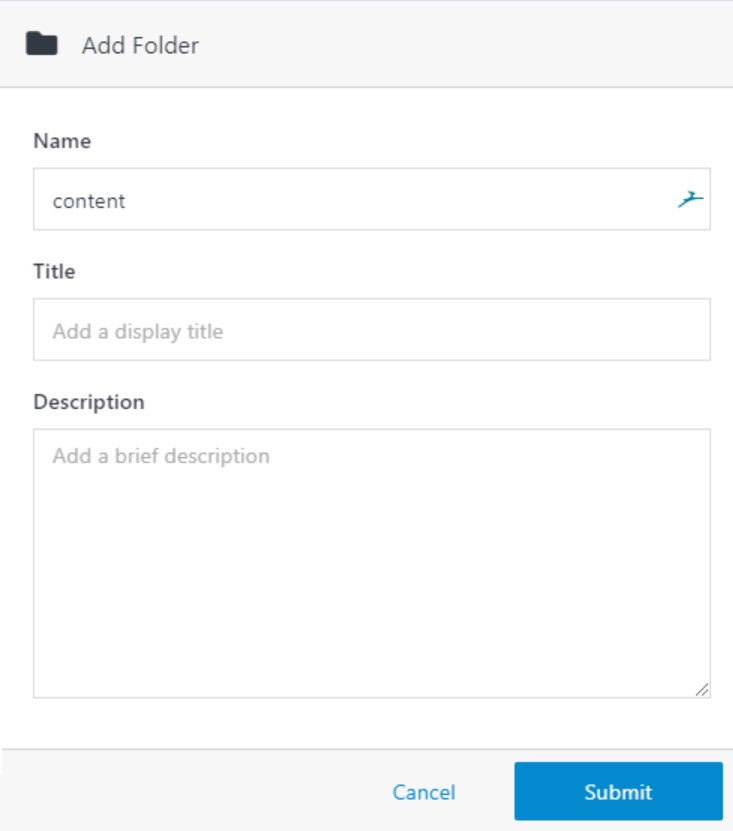 Add Folder
Name
content
Title
Add a display title
Description
Add a brief description
Cancel
Submit